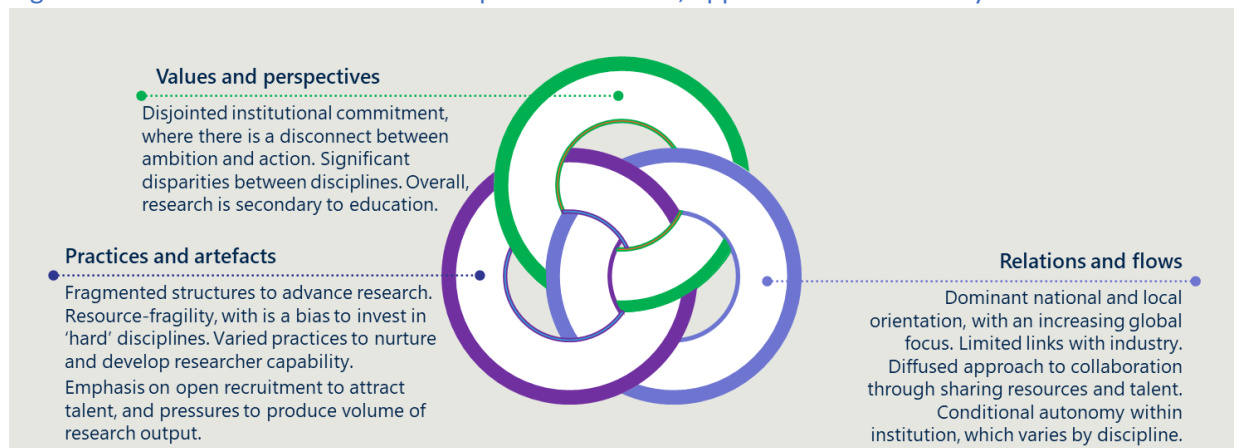 Values and perspectives
Disjointed institutional commitment,
where there is a disconnect between
ambition and action. Significant
disparities between disciplines. Overall,
research is secondary to education.
Practices and artefacts
Fragmented structures to advance research.
Resource-fragility, with is a bias to invest in
‘hard’ disciplines. Varied practices to nurture
and develop researcher capability.
Emphasis on open recruitment to attract
talent, and pressures to produce volume of
research output.
Relations and flows
Dominant national and local
orientation, with an increasing global
focus. Limited links with industry.
Diffused approach to collaboration
through sharing resources and talent.
Conditional autonomy within
institution, which varies by discipline.